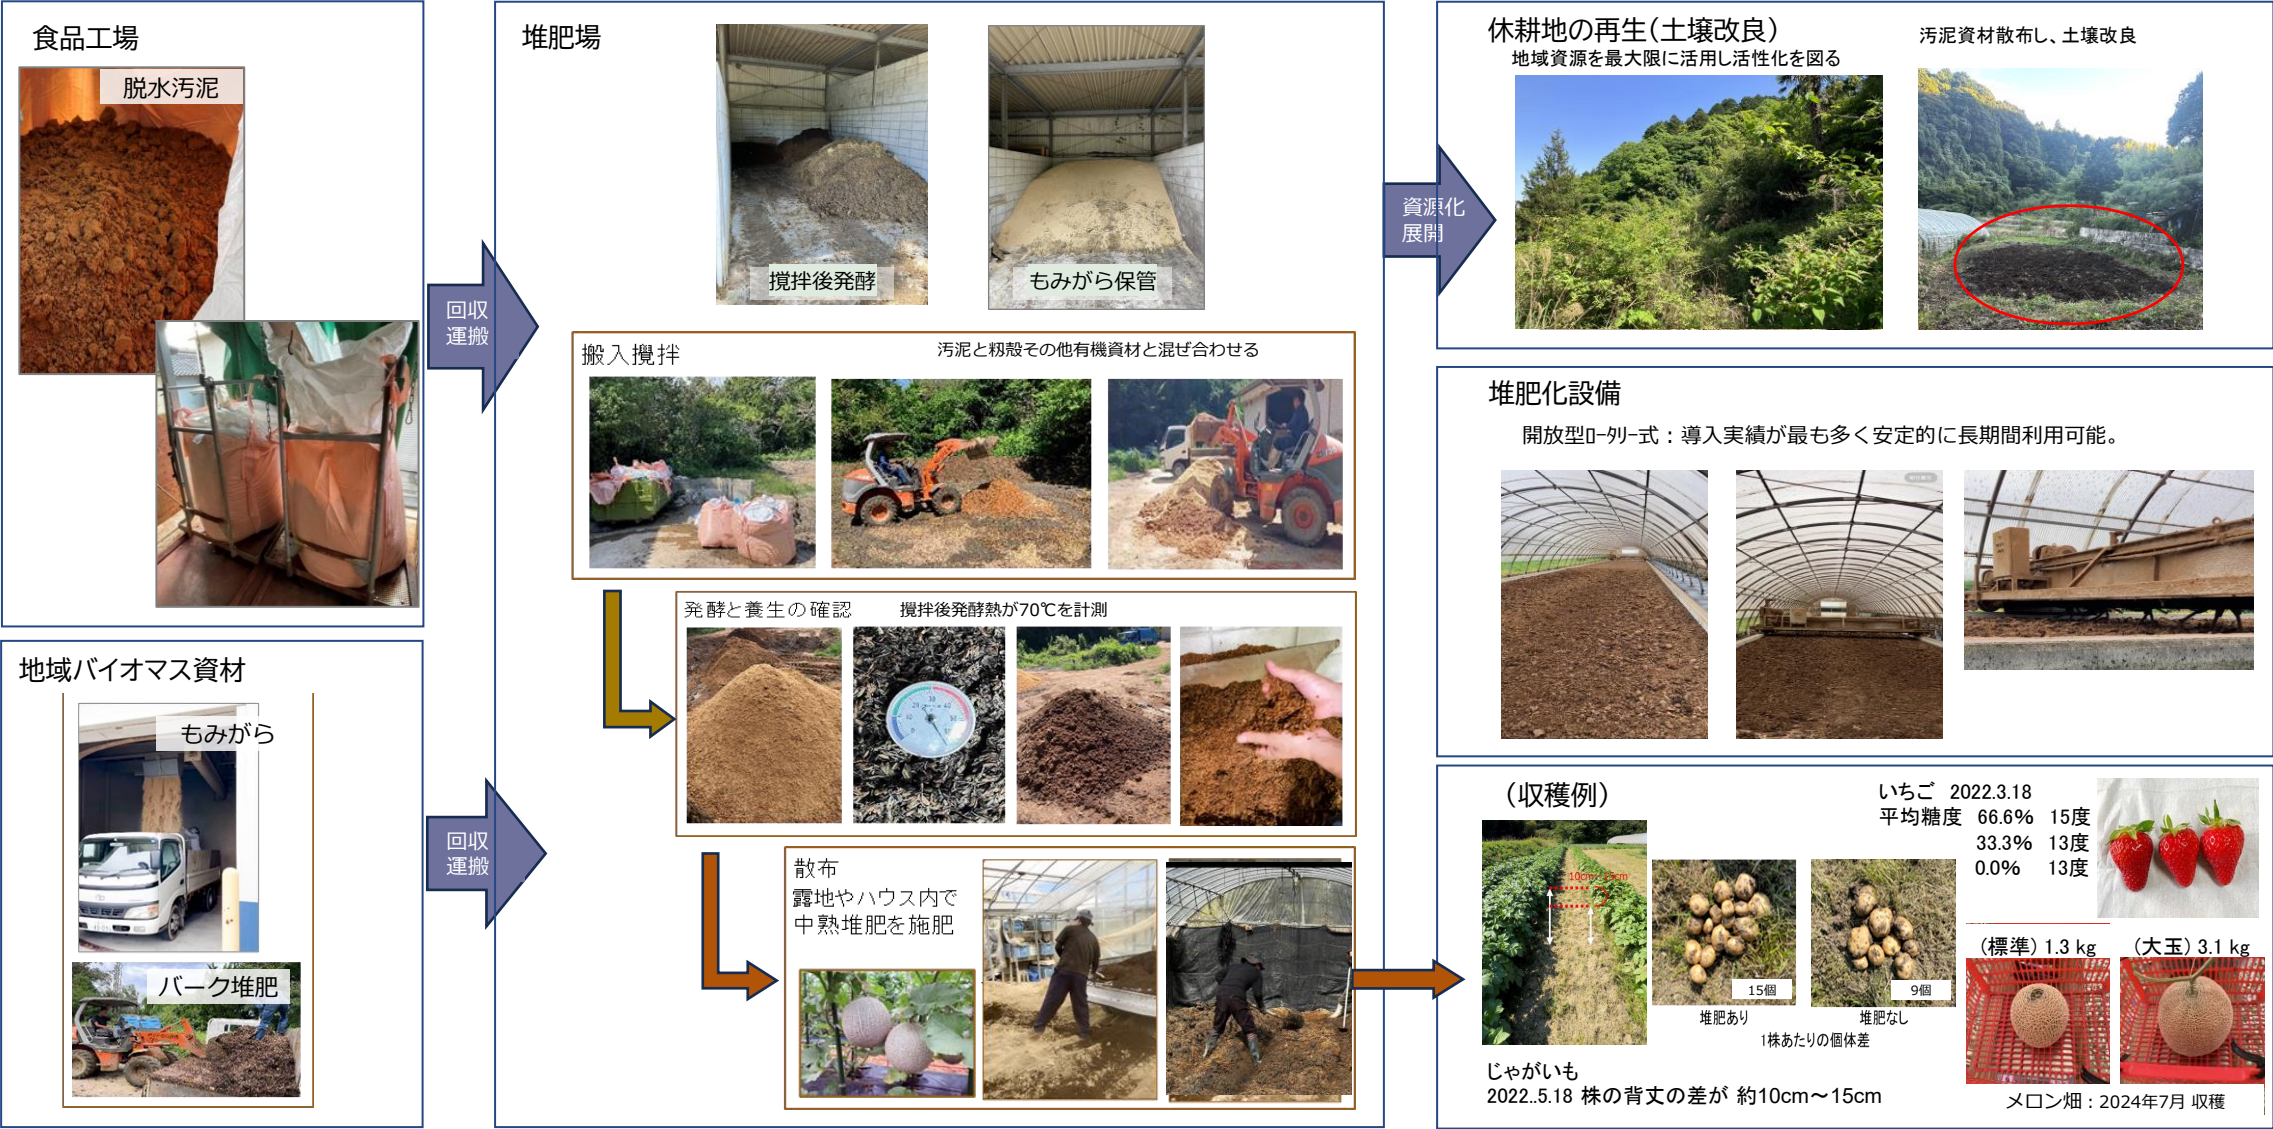 食品工場
脱水汚泥
回収
運搬
地域バイオマス資材
もみがら
バーク堆肥
回収
運搬
堆肥場
撹拌後発酵
もみがら保管
搬入撹拌
汚泥と籾殻その他有機資材と混ぜ合わせる
発酵と養生の確認
撹拌後発酵熱が70℃を計測
散布
露地やハウス内で
中熟堆肥を施肥
資源化
展開
休耕地の再生(土壌改良)
地域資源を最大限に活用し活性化を図る
汚泥資材散布し、土壌改良
堆肥化設備
開放型ロータリー式：導入実績が最も多く安定的に長期間利用可能。
（収穫例）
いちご 2022.3.18
平均糖度 66.6% 15度
33.3% 13度
0.0% 13度
10cm~15cm
15個
9個
堆肥あり
堆肥なし
1株あたりの個体差
じゃがいも
2022..5.18 株の背丈の差が 約10cm～15cm
（標準）1.3 kg
（大玉）3.1 kg
メロン畑：2024年7月 収穫